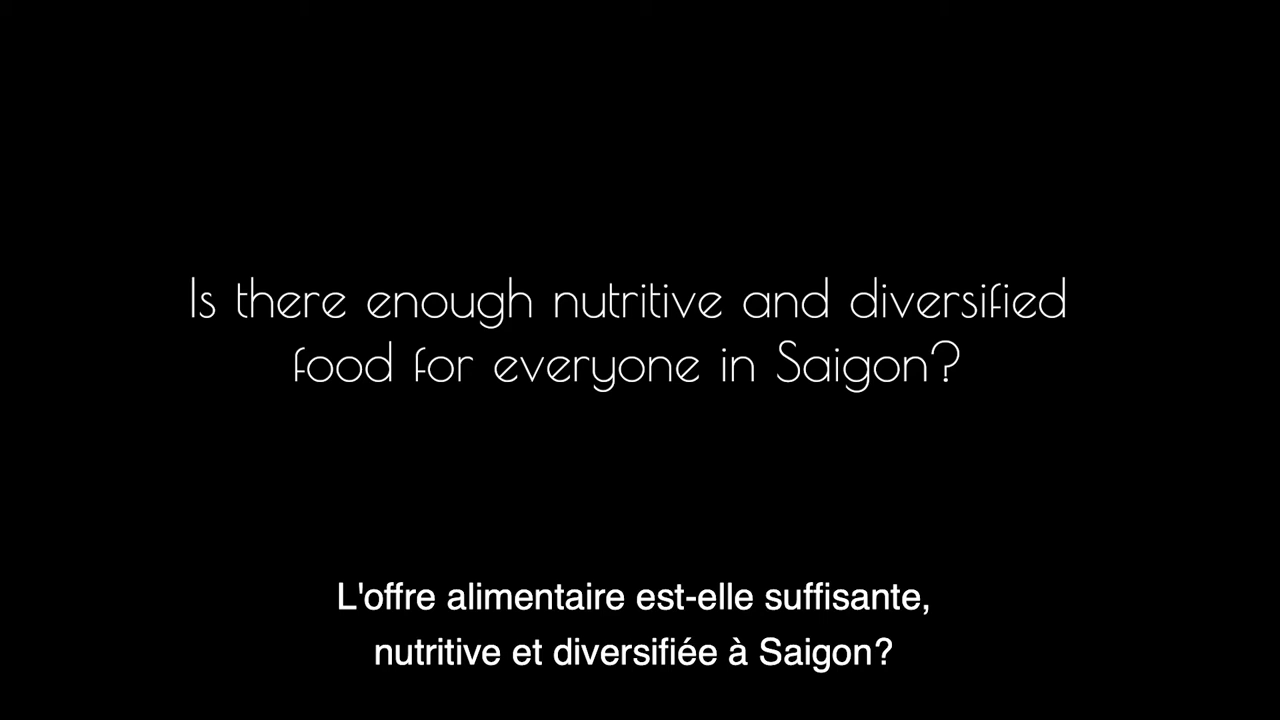 Is there enough nutritive and diversified
food for everyone in Saigon?
L'offre alimentaire est-elle suffisante,
nutritive et diversifiée à Saigon?